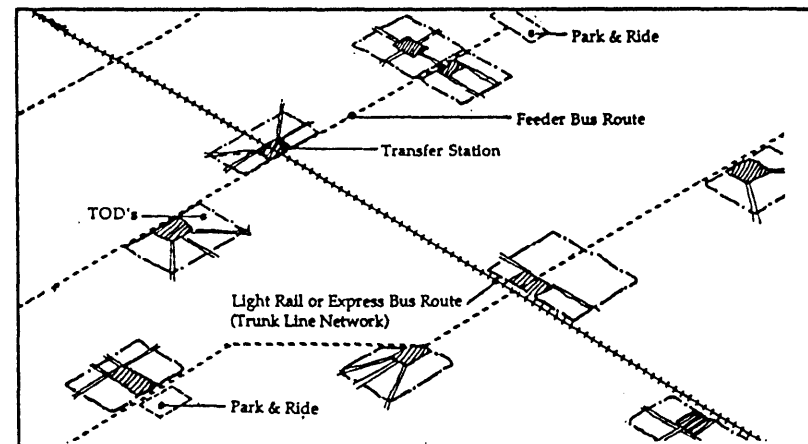 Park & Ride
Feeder Bus Route
Transfer Station
TOD's
Light Rail or Express Bus Route
(Trunk Line Network)
Park & Ride